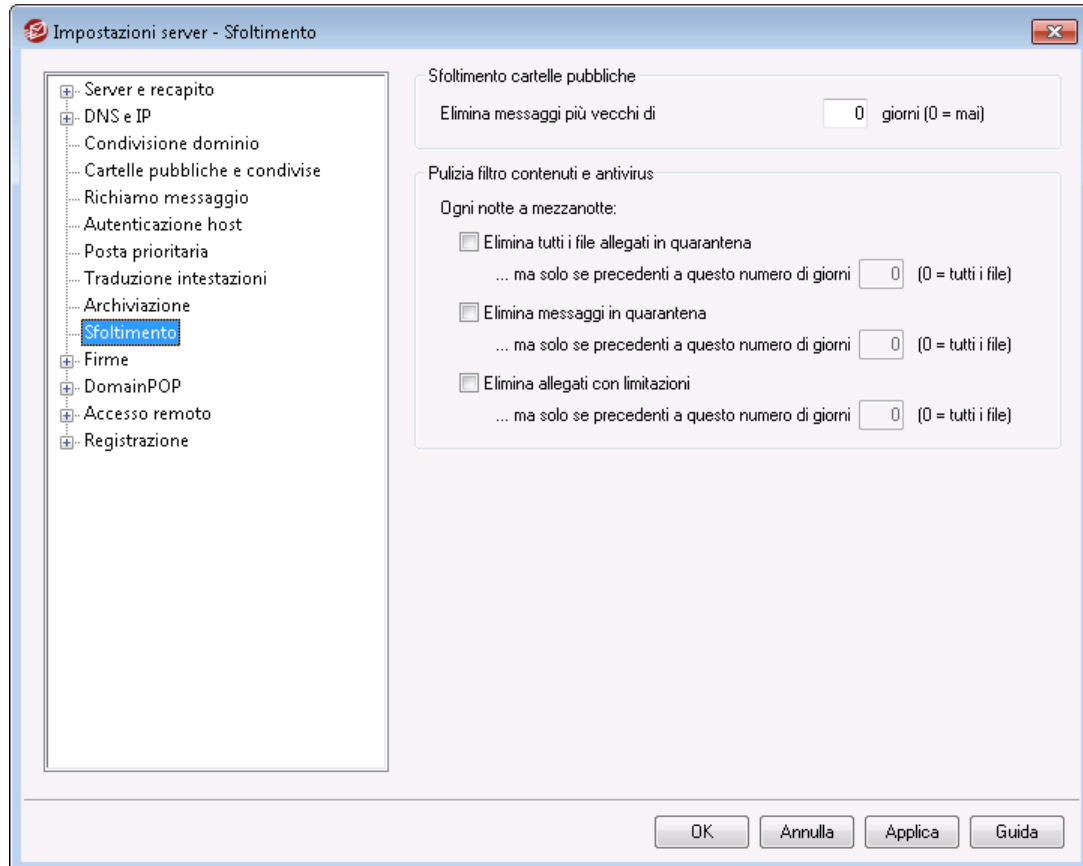 Impostazioni server - Sfoltimento
Server e recapito
DNS e IP
Condivisione dominio
Cartelle pubbliche e condivise
Richiamo messaggio
Autenticazione host
Posta prioritaria
Traduzione intestazioni
Archiviazione
Sfoltimento
Firme
DomainPOP
Accesso remoto
Registrazione
Sfoltimento cartelle pubbliche
Elimina messaggi più vecchi di 0 giorni (0 = mai)
Pulizia filtro contenuti e antivirus
Ogni notte a mezzanotte:
Elimina tutti i file allegati in quarantena
... ma solo se precedenti a questo numero di giorni 0 (0 = tutti i file)
Elimina messaggi in quarantena
... ma solo se precedenti a questo numero di giorni 0 (0 = tutti i file)
Elimina allegati con limitazioni
... ma solo se precedenti a questo numero di giorni 0 (0 = tutti i file)
OK Annulla Applica Guida